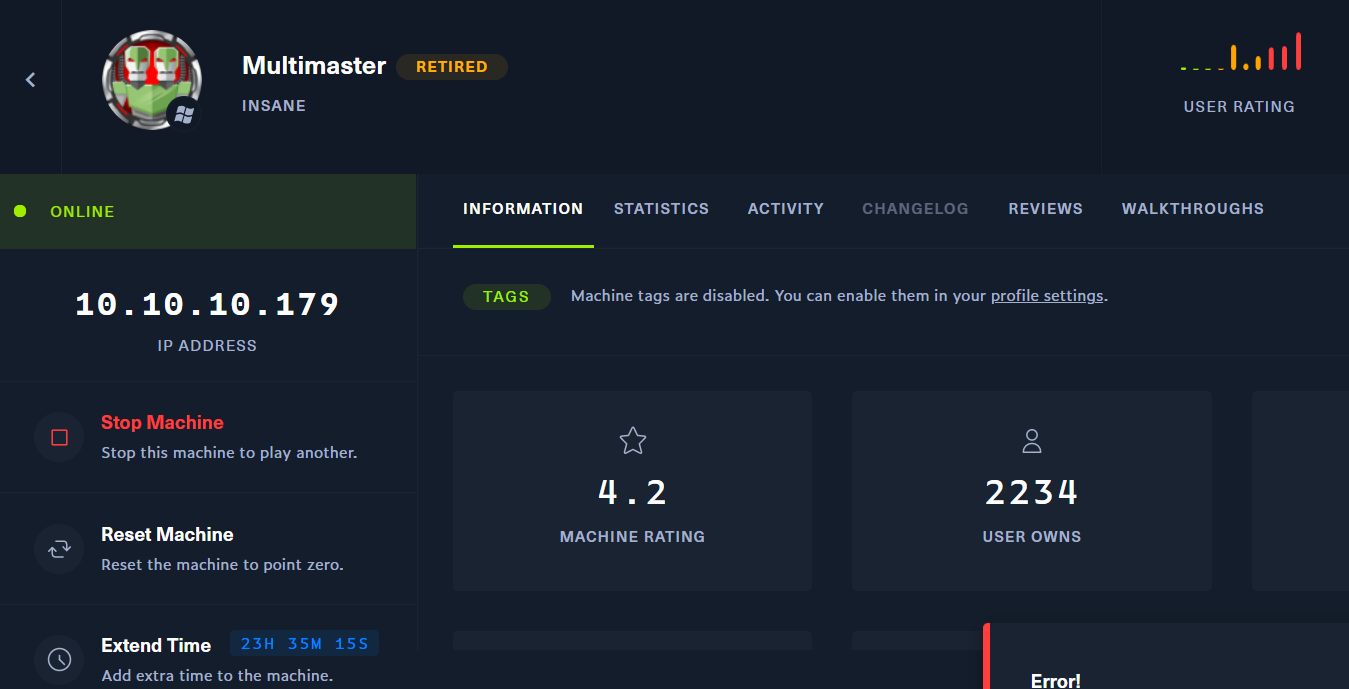 Multimaster RETIRED
INSANE
USER RATING
ONLINE
10.10.10.179
IP ADDRESS
Stop Machine
Stop this machine to play another.
Reset Machine
Reset the machine to point zero.
Extend Time 23H 35M 15S
Add extra time to the machine.
INFORMATION STATISTICS ACTIVITY CHANGELOG REVIEWS WALKTHROUGHS
TAGS Machine tags are disabled. You can enable them in your profile settings.
4.2
MACHINE RATING
2234
USER OWNS
Error!